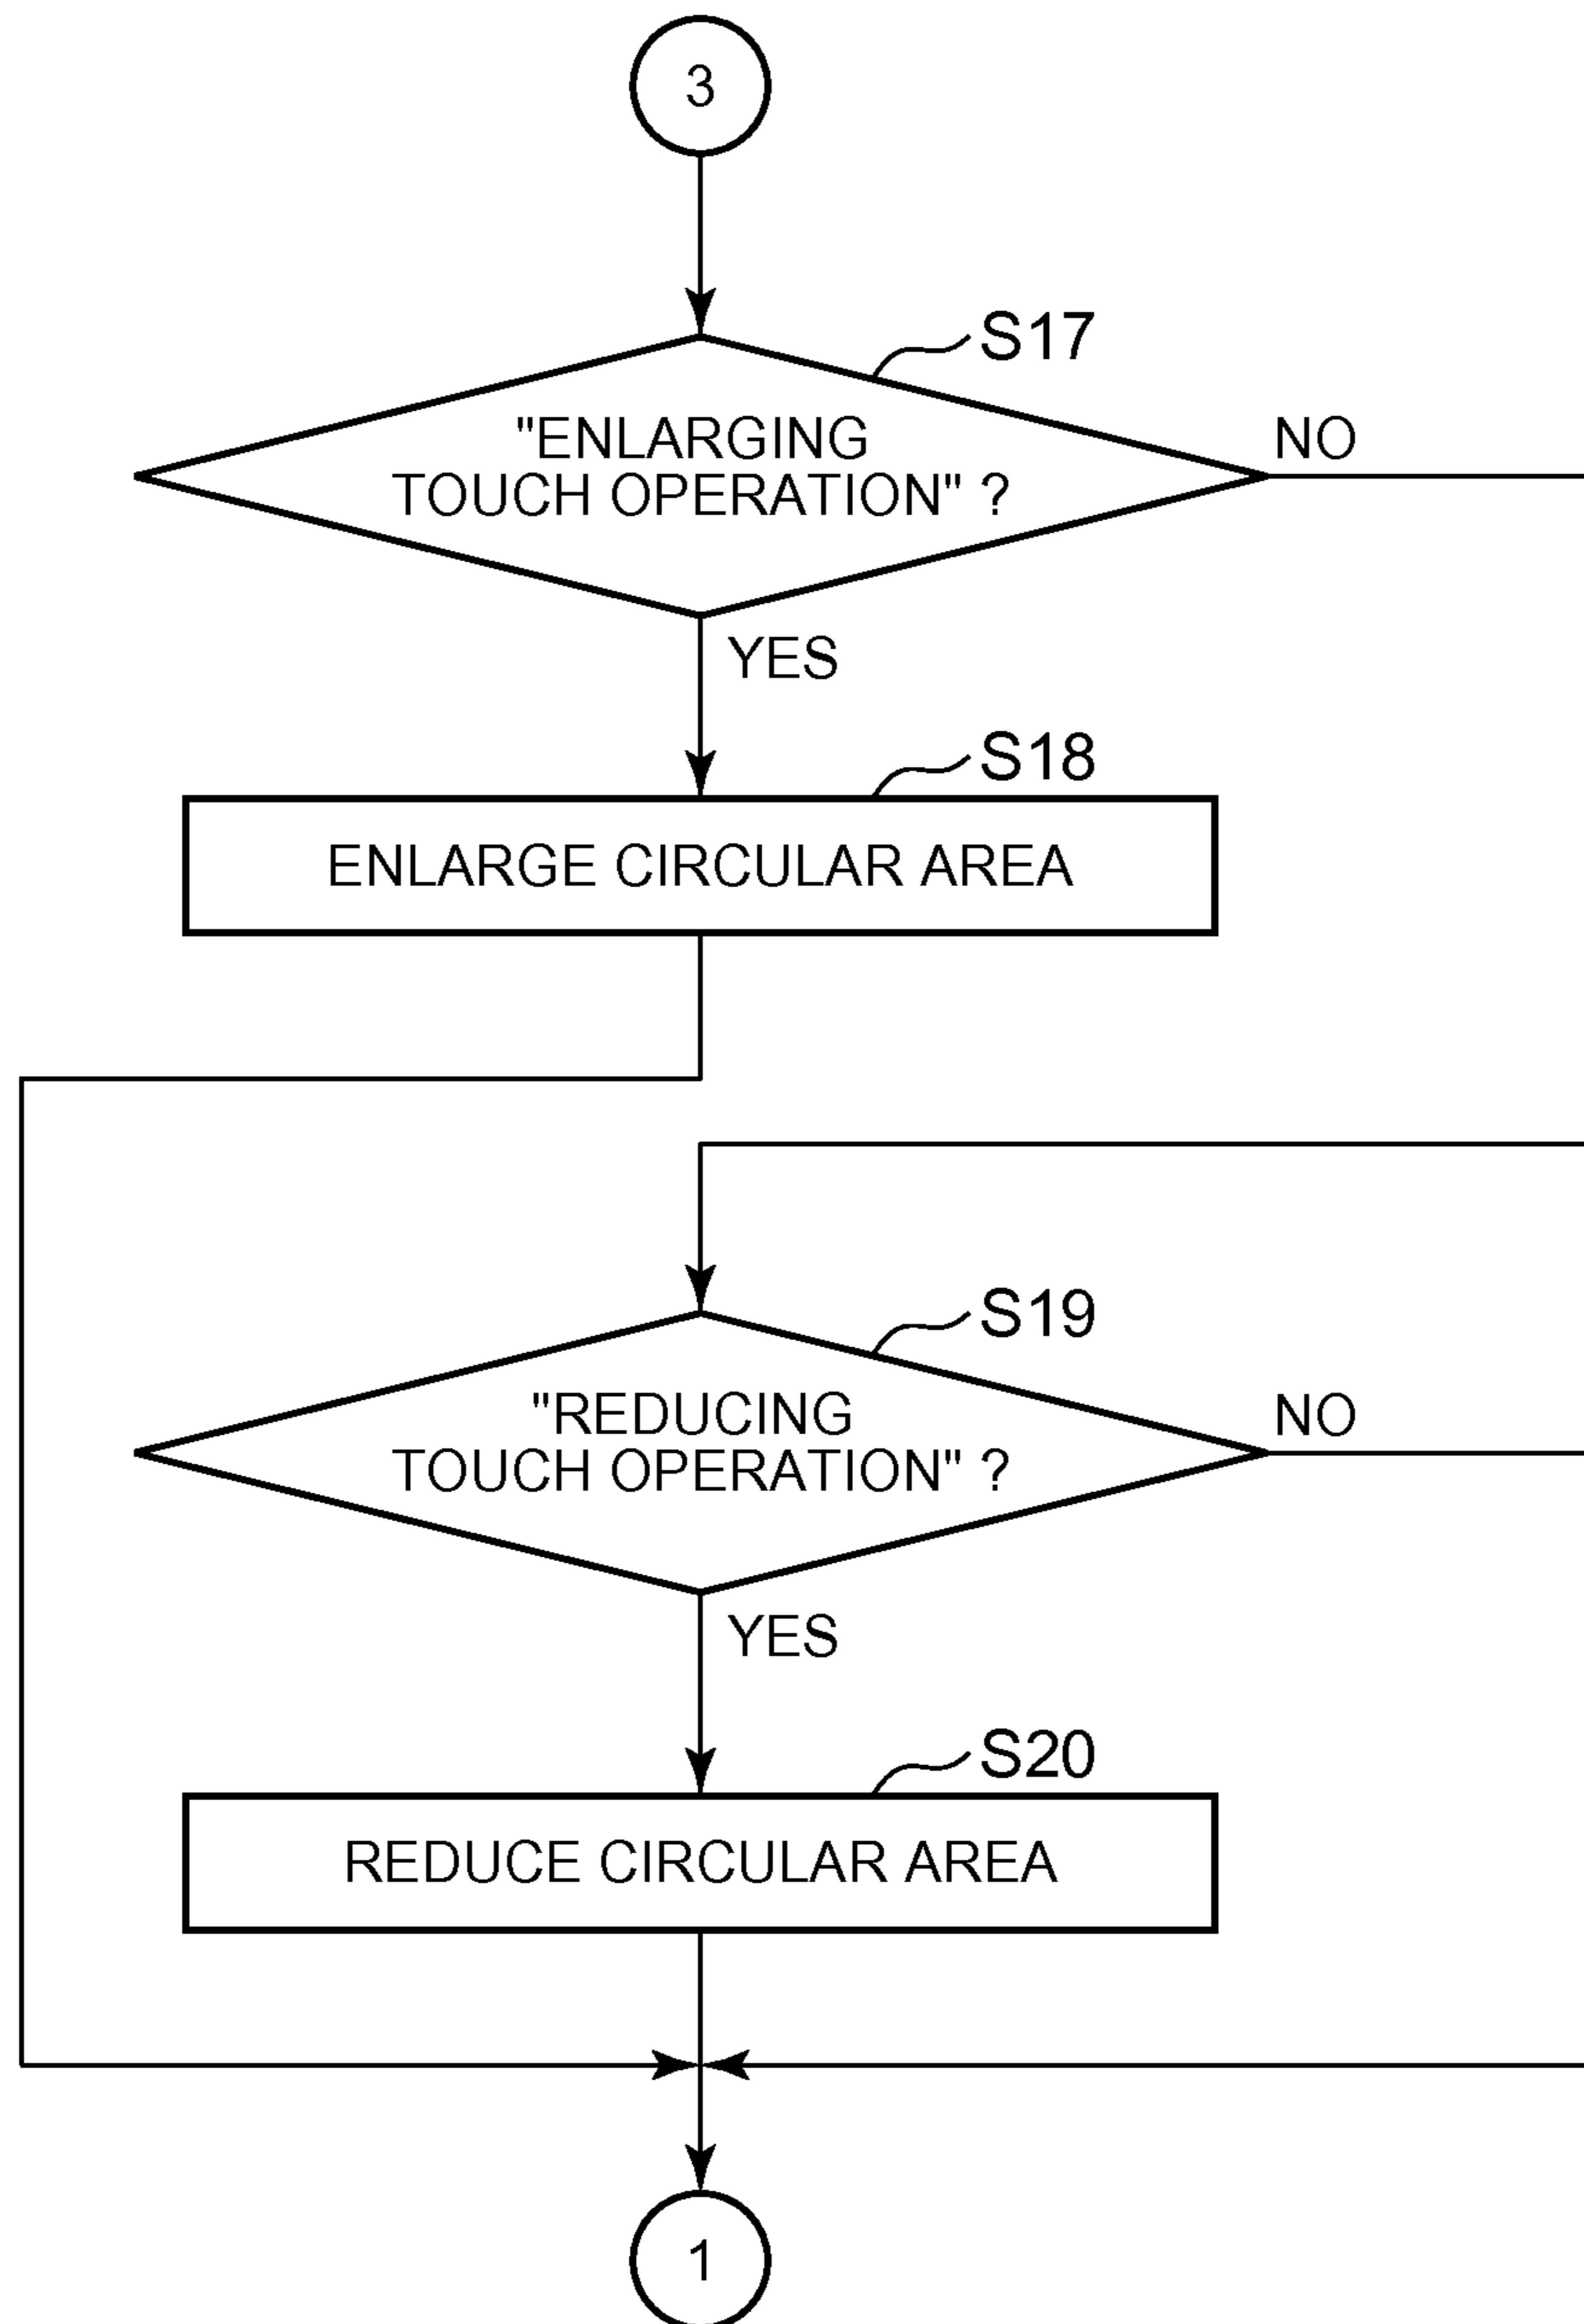 3
S17
"ENLARGING
TOUCH OPERATION" ?
NO
YES
S18
ENLARGE CIRCULAR AREA
S19
"REDUCING
TOUCH OPERATION" ?
NO
YES
S20
REDUCE CIRCULAR AREA
1